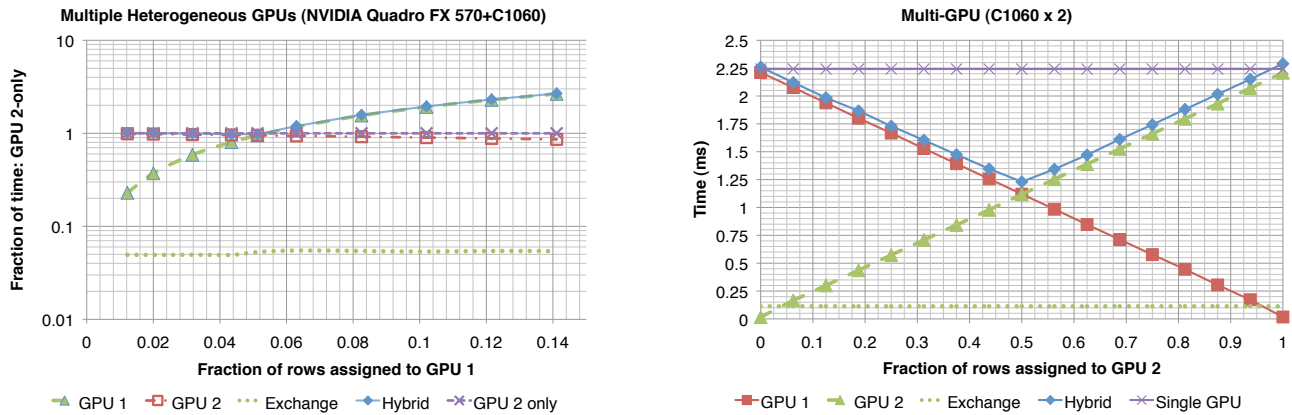 Multiple Heterogeneous GPUs (NVIDIA Quadro FX 570+C1060)
Fraction of time: GPU 2-only
10
1
0.1
0.01
0 0.02 0.04 0.06 0.08 0.1 0.12 0.14
Fraction of rows assigned to GPU 1
GPU 1 GPU 2 Exchange Hybrid GPU 2 only
Multi-GPU (C1060 x 2)
Time (ms)
2.5
2.25
2
1.75
1.5
1.25
1
0.75
0.5
0.25
0
0 0.1 0.2 0.3 0.4 0.5 0.6 0.7 0.8 0.9 1
Fraction of rows assigned to GPU 2
GPU 1 GPU 2 Exchange Hybrid Single GPU